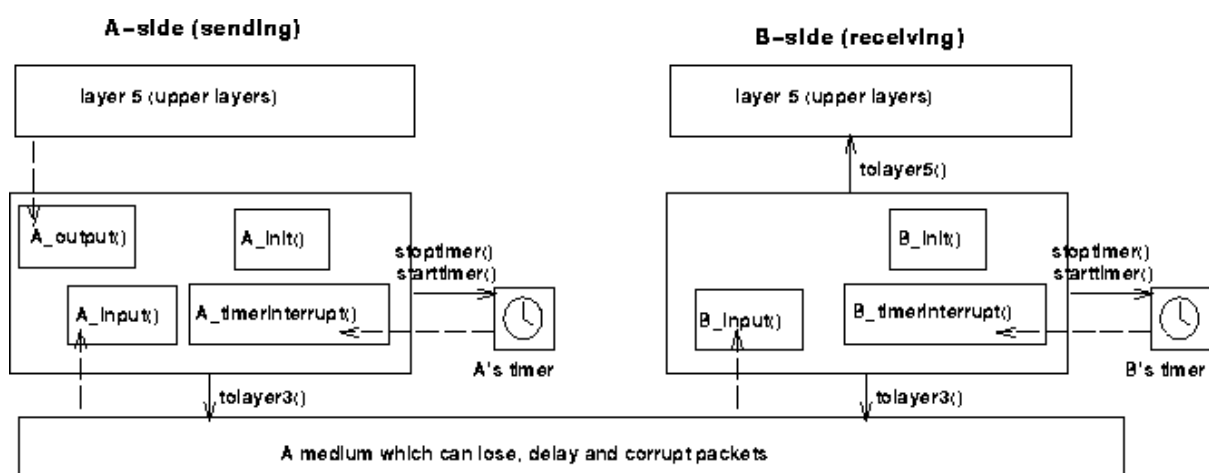 A-side (sending)
layer 5 (upper layers)
A_output()
A_init()
A_input()
A_timerinterrupt()
stoptimer()
starttimer()
A's timer
tolayer3()
B-side (receiving)
layer 5 (upper layers)
tolayer5()
B_init()
B_input()
B_timerinterrupt()
stoptimer()
starttimer()
B's timer
tolayer3()
A medium which can lose, delay and corrupt packets